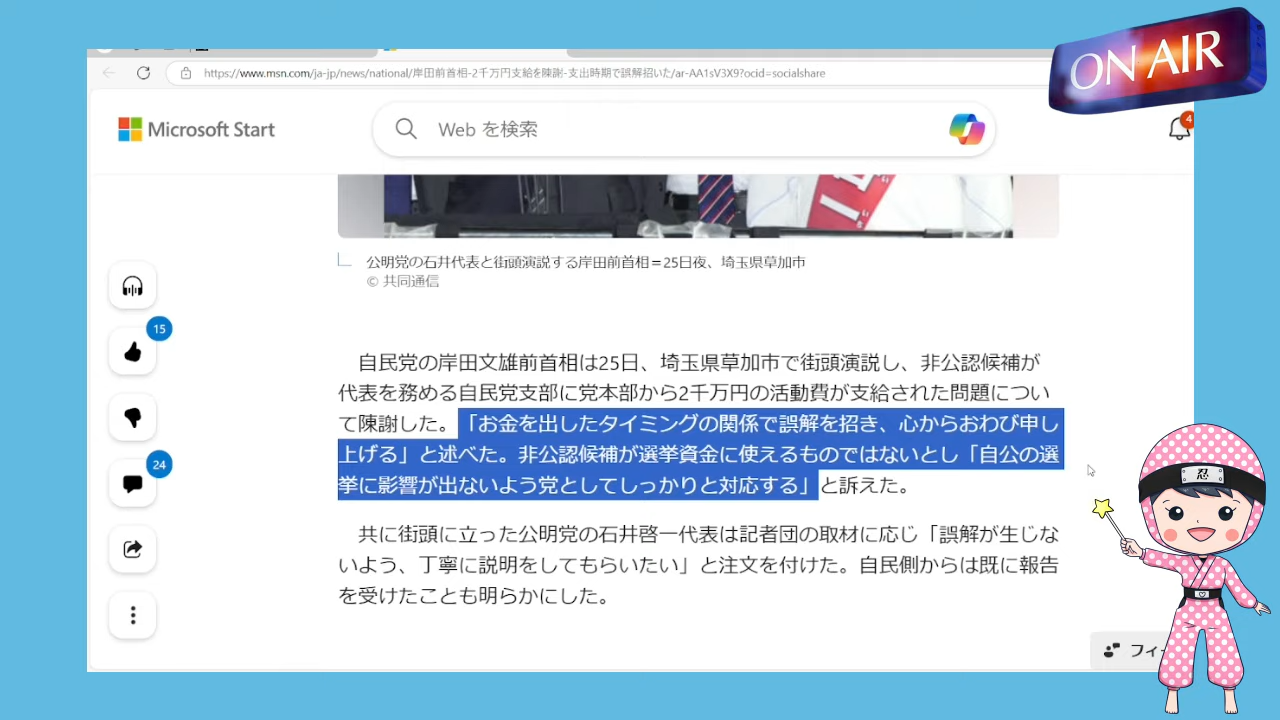 ON AIR
https://www.msn.com/ja-jp/news/national/岸田前首相-2千万円支給を陳謝-支出時期で誤解招いた/ar-AA1sV3X9?ocid=socialshare
Microsoft Start
Web を検索
4
公明党の石井代表と街頭演説する岸田前首相＝25日夜、埼玉県草加市
© 共同通信
15
24
自民党の岸田文雄前首相は25日、埼玉県草加市で街頭演説し、非公認候補が
代表を務める自民党支部に党本部から2千万円の活動費が支給された問題につい
て陳謝した。「お金を出したタイミングの関係で誤解を招き、心からおわび申し
上げる」と述べた。非公認候補が選挙資金に使えるものではないとし「自公の選
挙に影響が出ないよう党としてしっかりと対応する」と訴えた。
共に街頭に立った公明党の石井啓一代表は記者団の取材に応じ「誤解が生じな
いよう、丁寧に説明をしてもらいたい」と注文を付けた。自民側からは既に報告
を受けたことも明らかにした。
忍
フィー